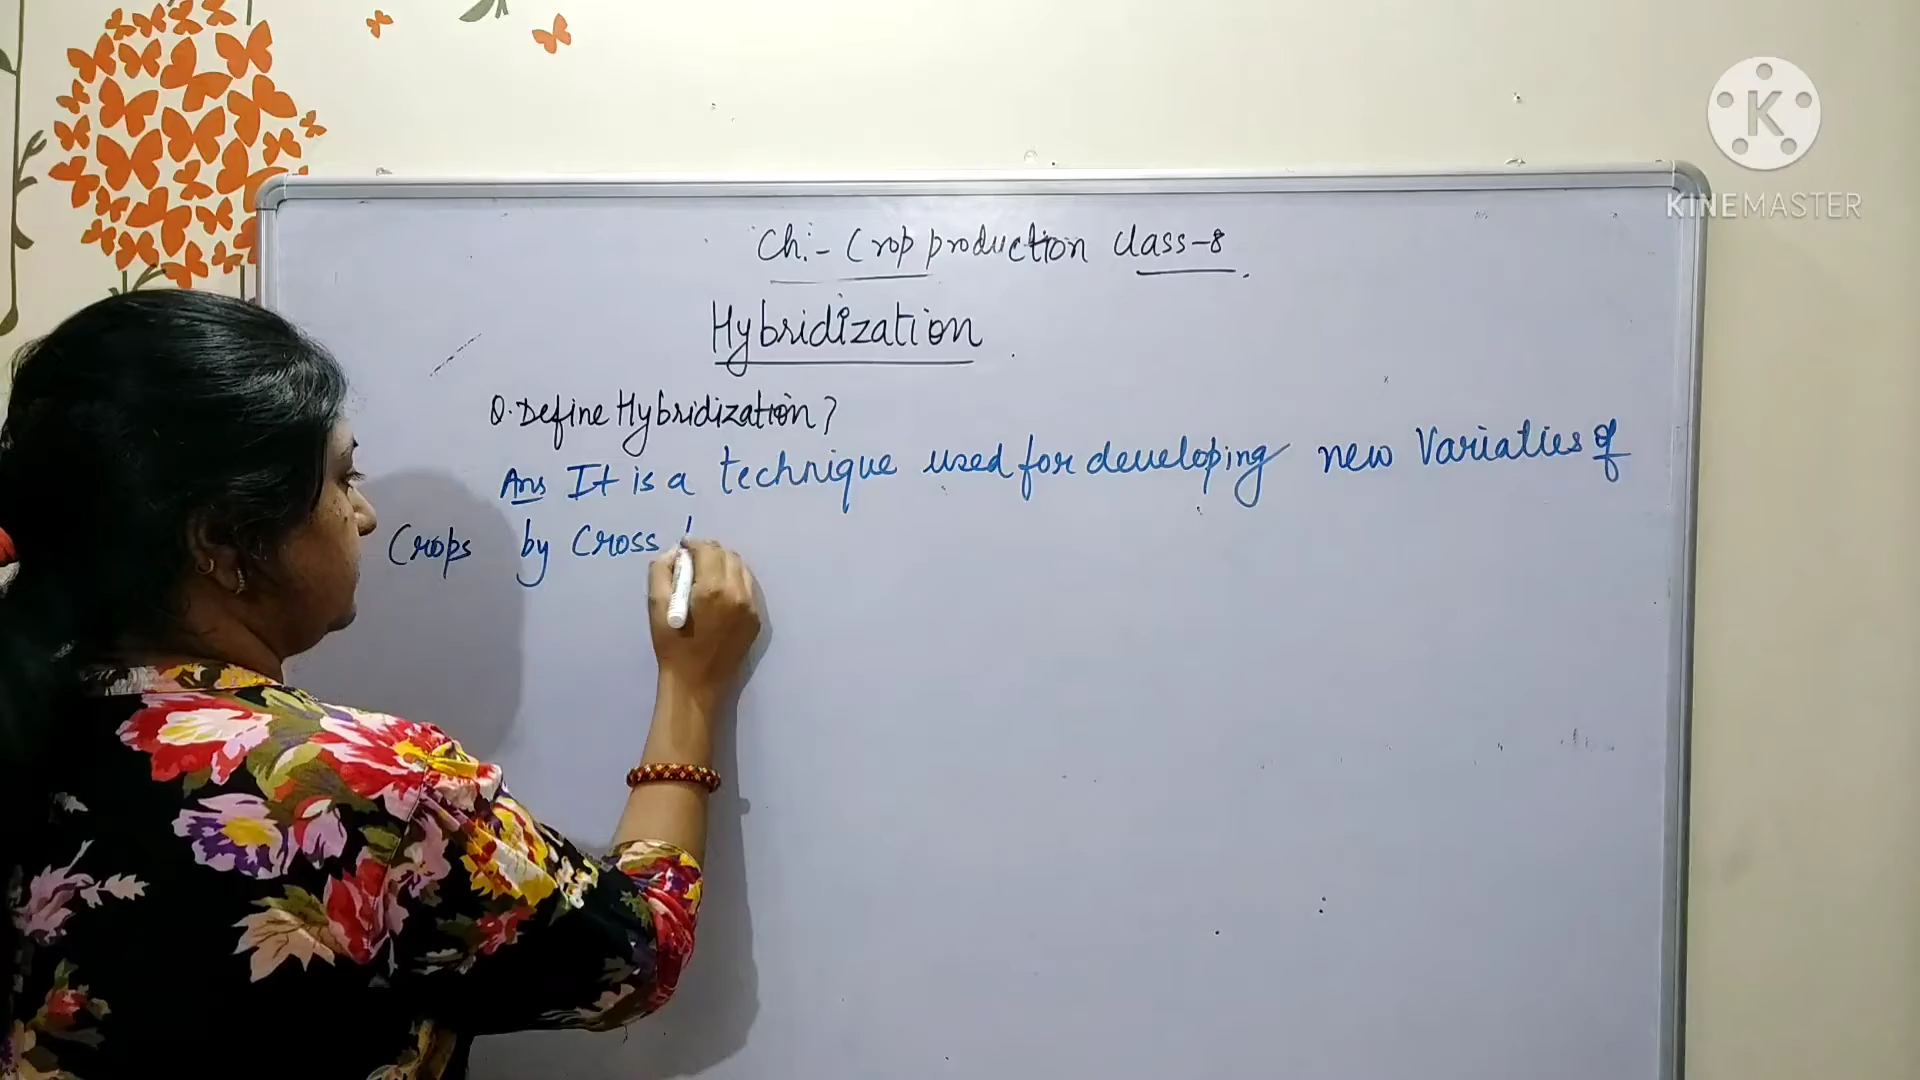 Ch:- Crop production Class-8
Hybridization
Q. Define Hybridization?
Ans It is a technique used for developing new Variaties of
Crops by Cross
K
KINEMASTER